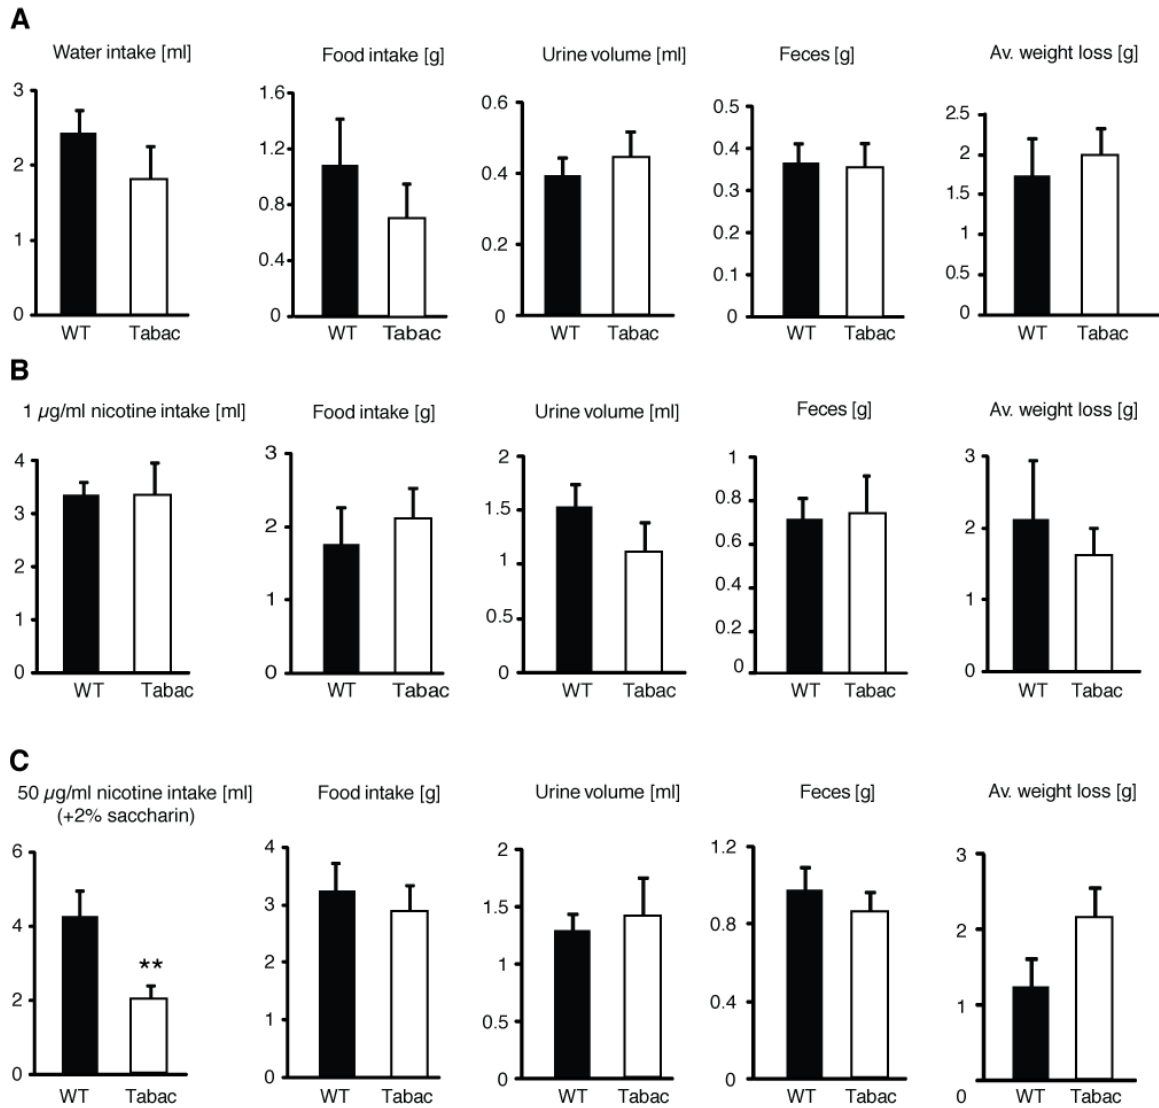 A
Water intake [ml]
Food intake [g]
Urine volume [ml]
Feces [g]
Av. weight loss [g]
3
2
1
0
WT
Tabac
1.6
1.2
0.8
0.4
0
WT
Tabac
0.6
0.4
0.2
0
WT
Tabac
0.5
0.4
0.3
0.2
0.1
0
WT
Tabac
2.5
2
1.5
1
0.5
0
WT
Tabac
B
1 µg/ml nicotine intake [ml]
Food intake [g]
Urine volume [ml]
Feces [g]
Av. weight loss [g]
4
3
2
1
0
WT
Tabac
3
2
1
0
WT
Tabac
2
1.5
1
0.5
0
WT
Tabac
1
0.8
0.6
0.4
0.2
0
WT
Tabac
3
2
1
0
WT
Tabac
C
50 µg/ml nicotine intake [ml]
(+2% saccharin)
Food intake [g]
Urine volume [ml]
Feces [g]
Av. weight loss [g]
6
4
2
0
**
WT
Tabac
4
3
2
1
0
WT
Tabac
2
1.5
1
0.5
0
WT
Tabac
1.2
0.8
0.4
0
WT
Tabac
3
2
1
0
WT
Tabac